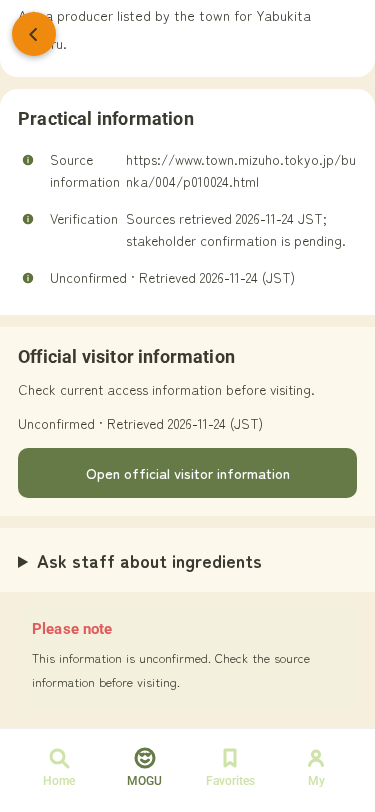 a producer listed by the town for Yabukita
Practical information
Source information
https://www.town.mizuho.tokyo.jp/bu
nka/004/p010024.html
Verification
Sources retrieved 2026-11-24 JST;
stakeholder confirmation is pending.
Unconfirmed · Retrieved 2026-11-24 (JST)
Official visitor information
Check current access information before visiting.
Unconfirmed · Retrieved 2026-11-24 (JST)
Open official visitor information
Ask staff about ingredients
Please note
This information is unconfirmed. Check the source
information before visiting.
Home
MOGU
Favorites
My